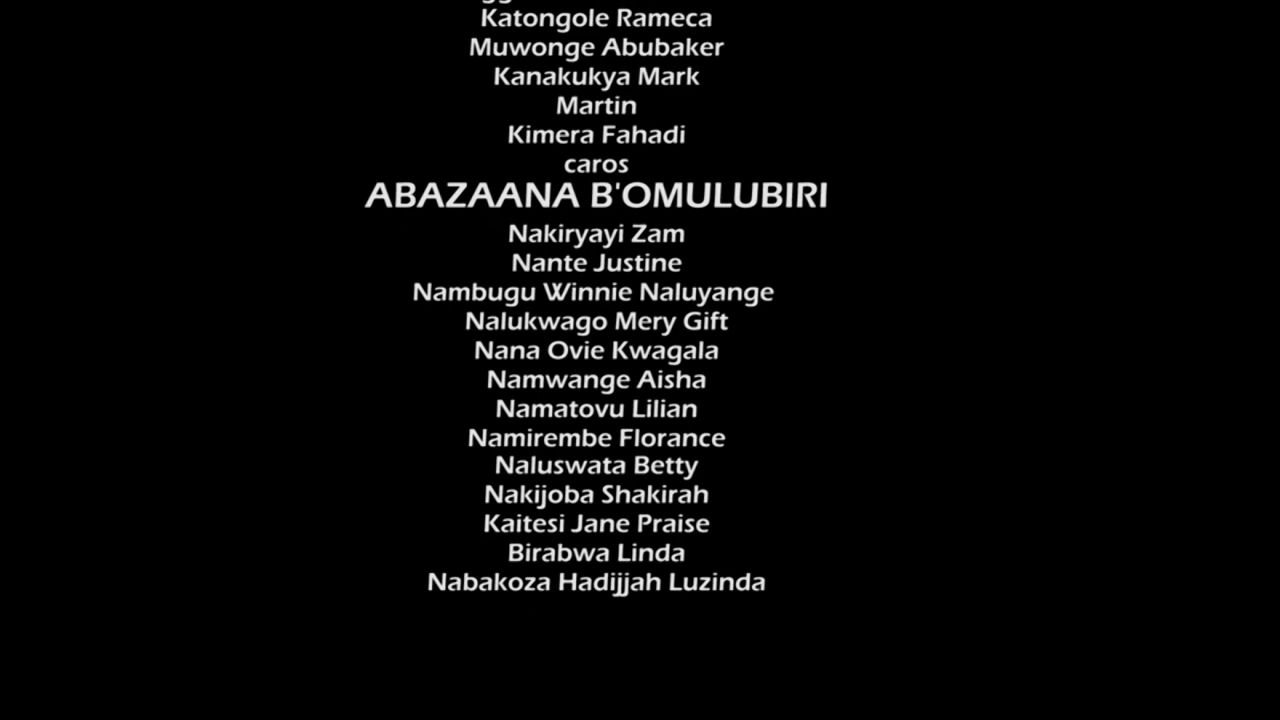 Katongole Rameca
Muwonge Abubaker
Kanakukya Mark
Martin
Kimera Fahadi
caros
ABAZAANA B'OMULUBIRI
Nakiryayi Zam
Nante Justine
Nambugu Winnie Naluyange
Nalukwago Mery Gift
Nana Ovie Kwagala
Namwange Aisha
Namatovu Lilian
Namirembe Florance
Naluswata Betty
Nakijoba Shakirah
Kaitesi Jane Praise
Birabwa Linda
Nabakoza Hadijjah Luzinda